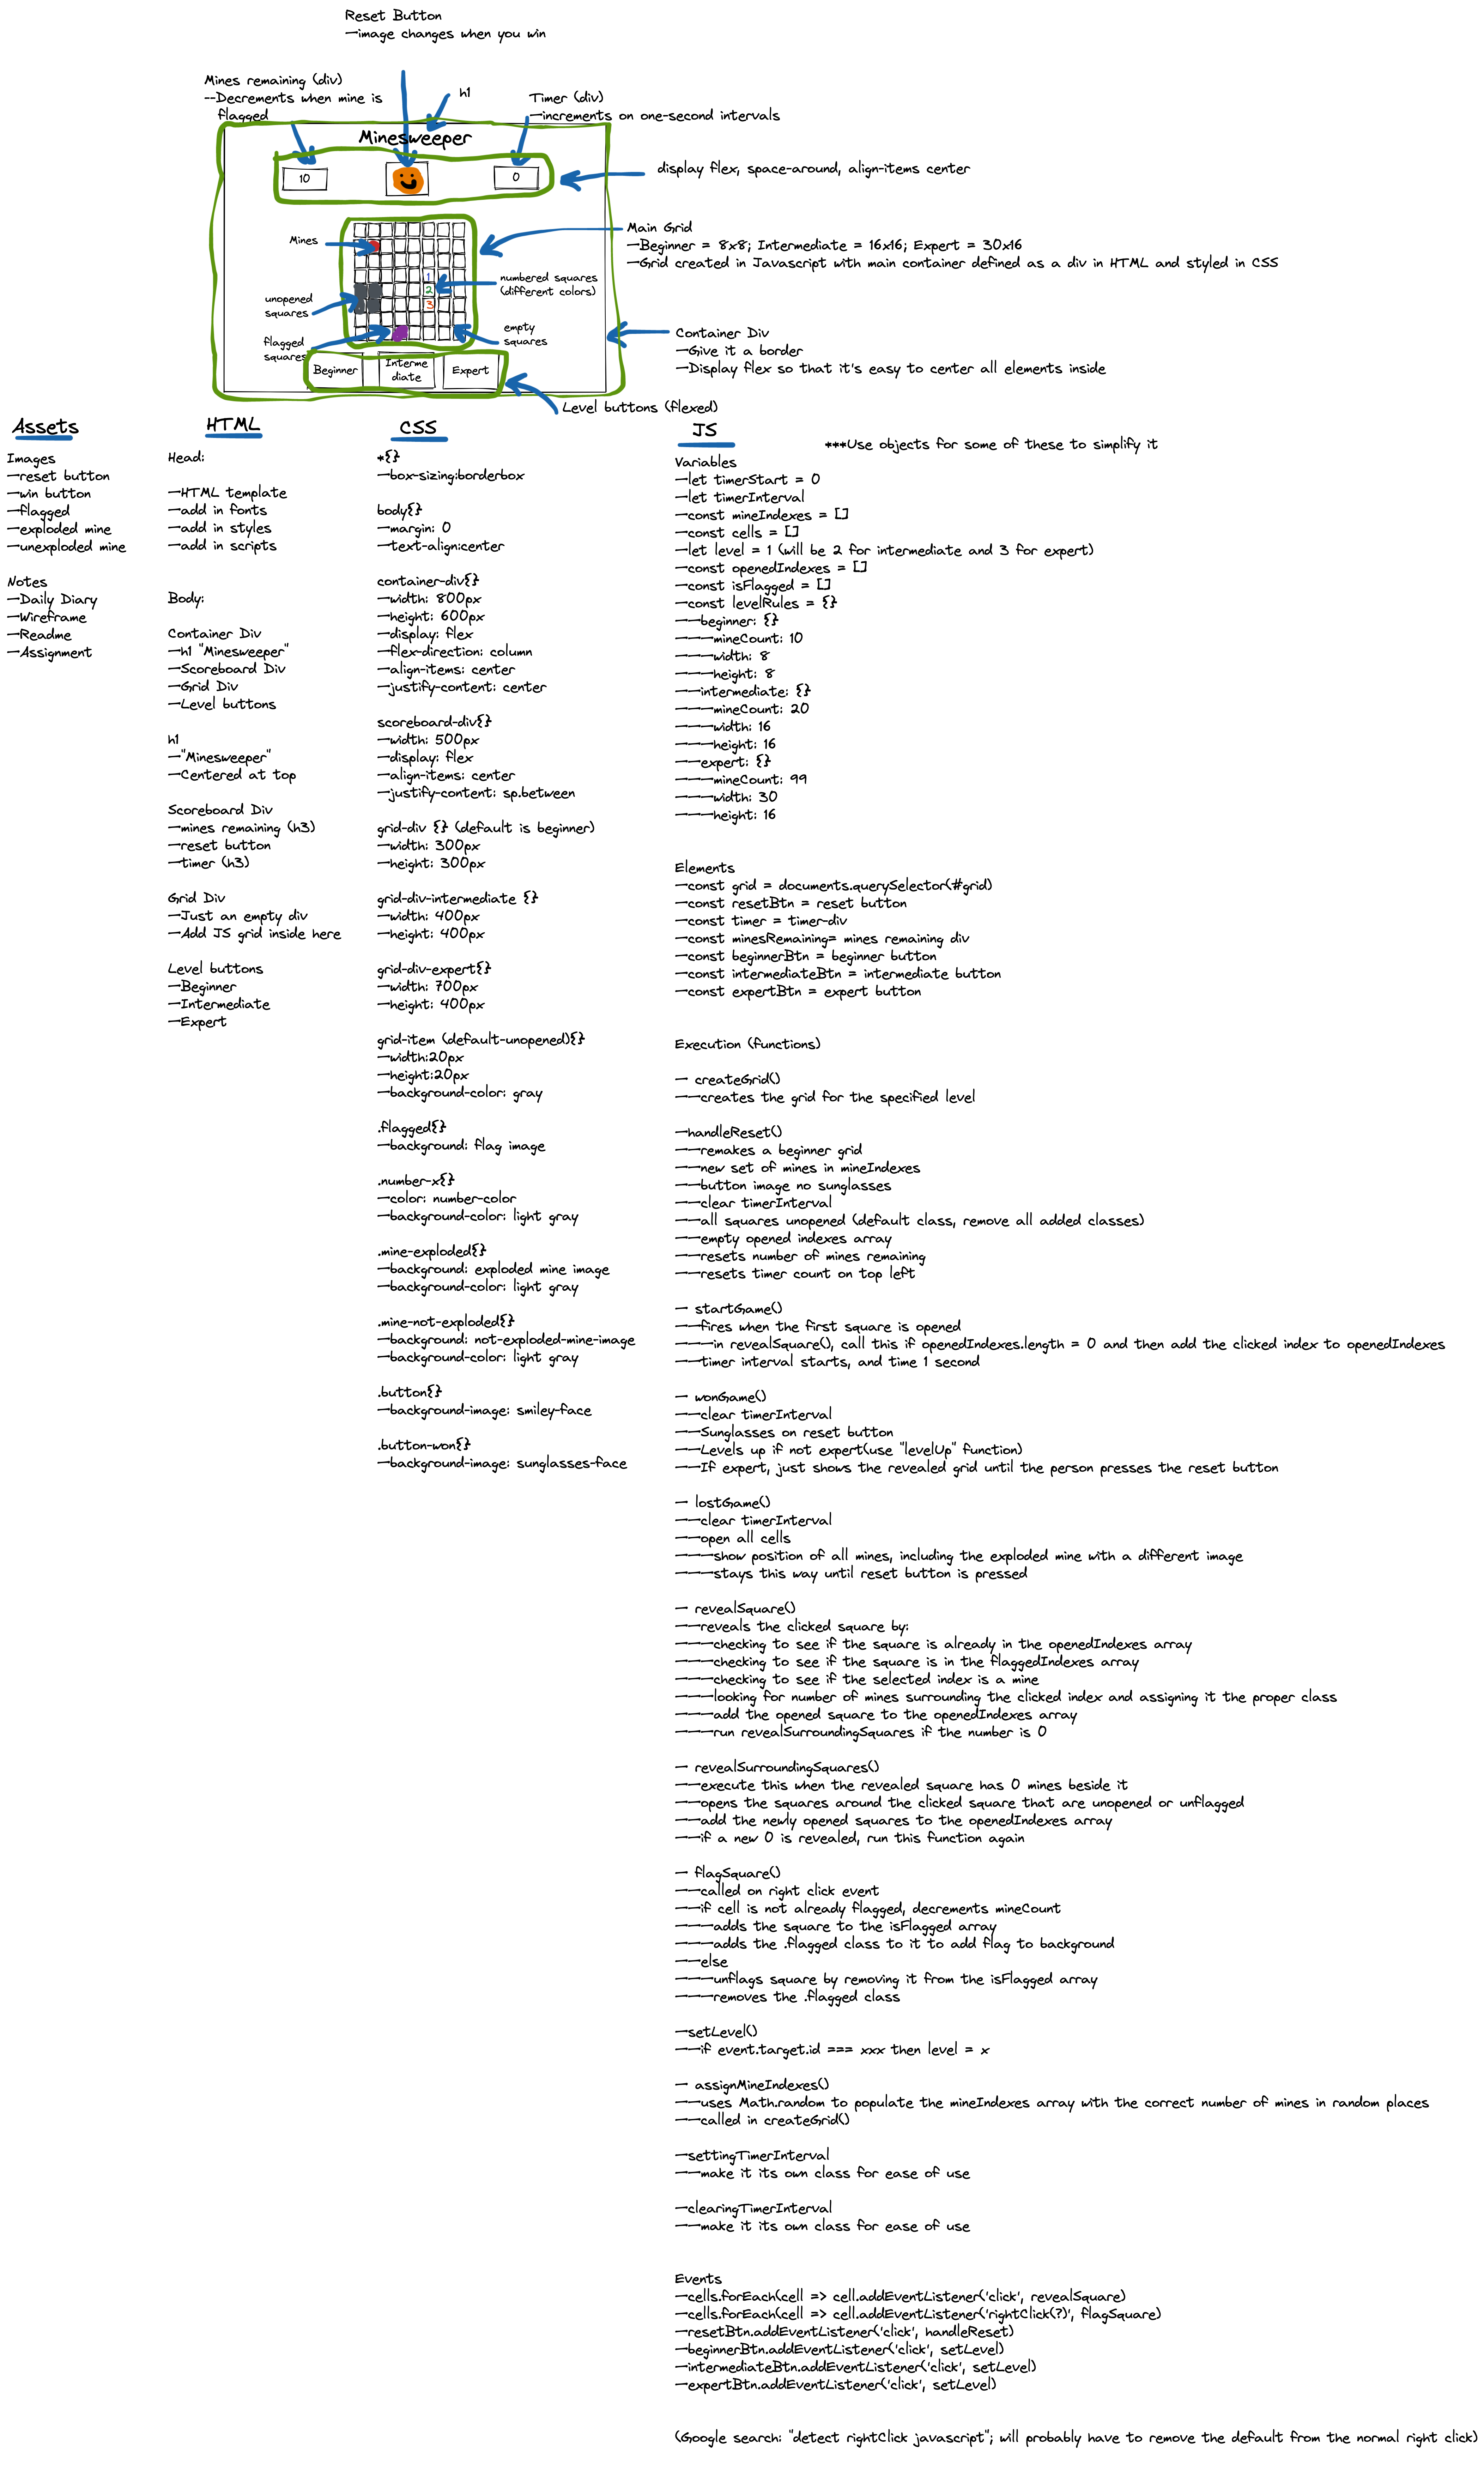 Reset Button
—image changes when you win
Mines remaining (div)
--Decrements when mine is
flagged
h1
Timer (div)
—increments on one-second intervals
Minesweeper
10
0
display flex, space-around, align-items center
Mines
Main Grid
—Beginner = 8x8; Intermediate = 16x16; Expert = 30x16
—Grid created in Javascript with main container defined as a div in HTML and styled in CSS
1
2
3
numbered squares
(different colors)
unopened
squares
flagged
squares
empty
squares
Container Div
—Give it a border
—Display flex so that it's easy to center all elements inside
Beginner
Interme
diate
Expert
Level buttons (flexed)
Assets
Images
—reset button
—win button
—flagged
—exploded mine
—unexploded mine
Notes
—Daily Diary
—Wireframe
—Readme
—Assignment
HTML
Head:
—HTML template
—add in fonts
—add in styles
—add in scripts
Body:
Container Div
—h1 "Minesweeper"
—Scoreboard Div
—Grid Div
—Level buttons
h1
—"Minesweeper"
—Centered at top
Scoreboard Div
—mines remaining (h3)
—reset button
—timer (h3)
Grid Div
—Just an empty div
—Add JS grid inside here
Level buttons
—Beginner
—Intermediate
—Expert
CSS
*{}
—box-sizing:borderbox
body{}
—margin: 0
—text-align:center
container-div{}
—width: 800px
—height: 600px
—display: flex
—flex-direction: column
—align-items: center
—justify-content: center
scoreboard-div{}
—width: 500px
—display: flex
—align-items: center
—justify-content: sp.between
grid-div {} (default is beginner)
—width: 300px
—height: 300px
grid-div-intermediate {}
—width: 400px
—height: 400px
grid-div-expert{}
—width: 700px
—height: 400px
grid-item (default-unopened){}
—width:20px
—height:20px
—background-color: gray
.flagged{}
—background: flag image
.number-x{}
—color: number-color
—background-color: light gray
.mine-exploded{}
—background: exploded mine image
—background-color: light gray
.mine-not-exploded{}
—background: not-exploded-mine-image
—background-color: light gray
.button{}
—background-image: smiley-face
.button-won{}
—background-image: sunglasses-face
JS
***Use objects for some of these to simplify it
Variables
—let timerStart = 0
—let timerInterval
—const mineIndexes = []
—const cells = []
—let level = 1 (will be 2 for intermediate and 3 for expert)
—const openedIndexes = []
—const isFlagged = []
—const levelRules = {}
——beginner: {}
———mineCount: 10
———width: 8
———height: 8
——intermediate: {}
———mineCount: 20
———width: 16
———height: 16
——expert: {}
———mineCount: 99
———width: 30
———height: 16
Elements
—const grid = documents.querySelector(#grid)
—const resetBtn = reset button
—const timer = timer-div
—const minesRemaining= mines remaining div
—const beginnerBtn = beginner button
—const intermediateBtn = intermediate button
—const expertBtn = expert button
Execution (functions)
— createGrid()
——creates the grid for the specified level
—handleReset()
——remakes a beginner grid
——new set of mines in mineIndexes
——button image no sunglasses
——clear timerInterval
——all squares unopened (default class, remove all added classes)
——empty opened indexes array
——resets number of mines remaining
——resets timer count on top left
— startGame()
——fires when the first square is opened
———in revealSquare(), call this if openedIndexes.length = 0 and then add the clicked index to openedIndexes
——timer interval starts, and time 1 second
— wonGame()
——clear timerInterval
——Sunglasses on reset button
——Levels up if not expert(use "levelUp" function)
——If expert, just shows the revealed grid until the person presses the reset button
— lostGame()
——clear timerInterval
——open all cells
———show position of all mines, including the exploded mine with a different image
———stays this way until reset button is pressed
— revealSquare()
——reveals the clicked square by:
———checking to see if the square is already in the openedIndexes array
———checking to see if the square is in the flaggedIndexes array
———checking to see if the selected index is a mine
———looking for number of mines surrounding the clicked index and assigning it the proper class
———add the opened square to the openedIndexes array
———run revealSurroundingSquares if the number is 0
— revealSurroundingSquares()
——execute this when the revealed square has 0 mines beside it
——opens the squares around the clicked square that are unopened or unflagged
——add the newly opened squares to the openedIndexes array
——if a new 0 is revealed, run this function again
— flagSquare()
——called on right click event
——if cell is not already flagged, decrements mineCount
———adds the square to the isFlagged array
———adds the .flagged class to it to add flag to background
——else
———unflags square by removing it from the isFlagged array
———removes the .flagged class
—setLevel()
——if event.target.id === xxx then level = x
— assignMineIndexes()
——uses Math.random to populate the mineIndexes array with the correct number of mines in random places
——called in createGrid()
—settingTimerInterval
——make it its own class for ease of use
—clearingTimerInterval
——make it its own class for ease of use
Events
—cells.forEach(cell => cell.addEventListener('click', revealSquare)
—cells.forEach(cell => cell.addEventListener('rightClick(?)', flagSquare)
—resetBtn.addEventListener('click', handleReset)
—beginnerBtn.addEventListener('click', setLevel)
—intermediateBtn.addEventListener('click', setLevel)
—expertBtn.addEventListener('click', setLevel)
(Google search: "detect rightClick javascript"; will probably have to remove the default from the normal right click)